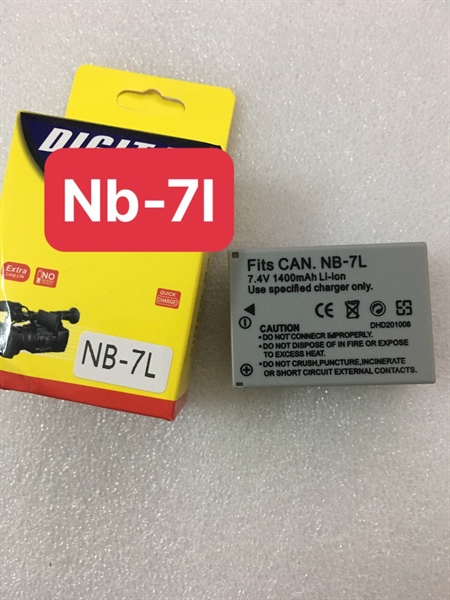 Nb-7l
Extra
Long Life
NO
QUICK
CHARGE
NB-7L
Fits CAN. NB-7L
7.4V 1400mAh Li-ion
Use specified charger only.
CAUTION:
DHD201008
•DO NOT CONNECR IMPROPERLY.
•DO NOT DISPOSE OF IN FIRE OR EXPOSE
TO EXCESS HEAT.
•DO NOT CRUSH,PUNCTURE,INCINERATE
OR SHORT CIRCUIT EXTERNAL CONTACTS.